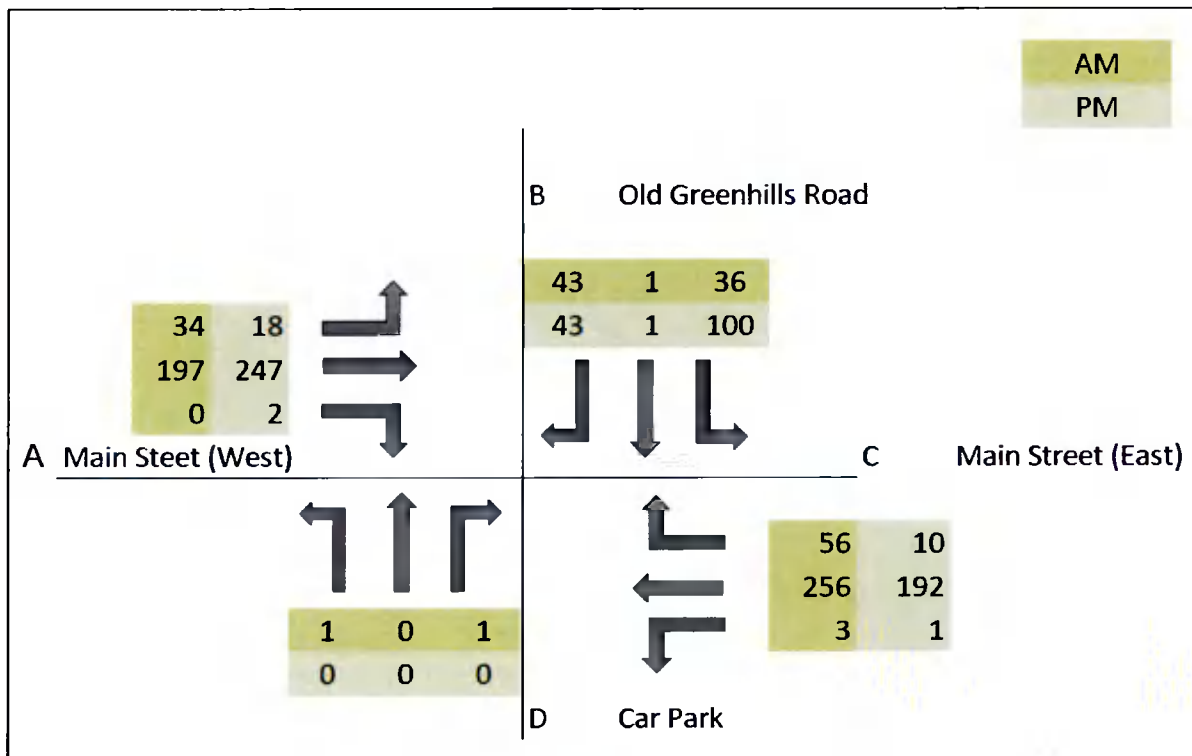 AM
PM
B Old Greenhills Road
43 1 36
43 1 100
34 18
197 247
0 2
A Main Steet (West)
C Main Street (East)
56 10
256 192
3 1
1 0 1
0 0 0
D Car Park